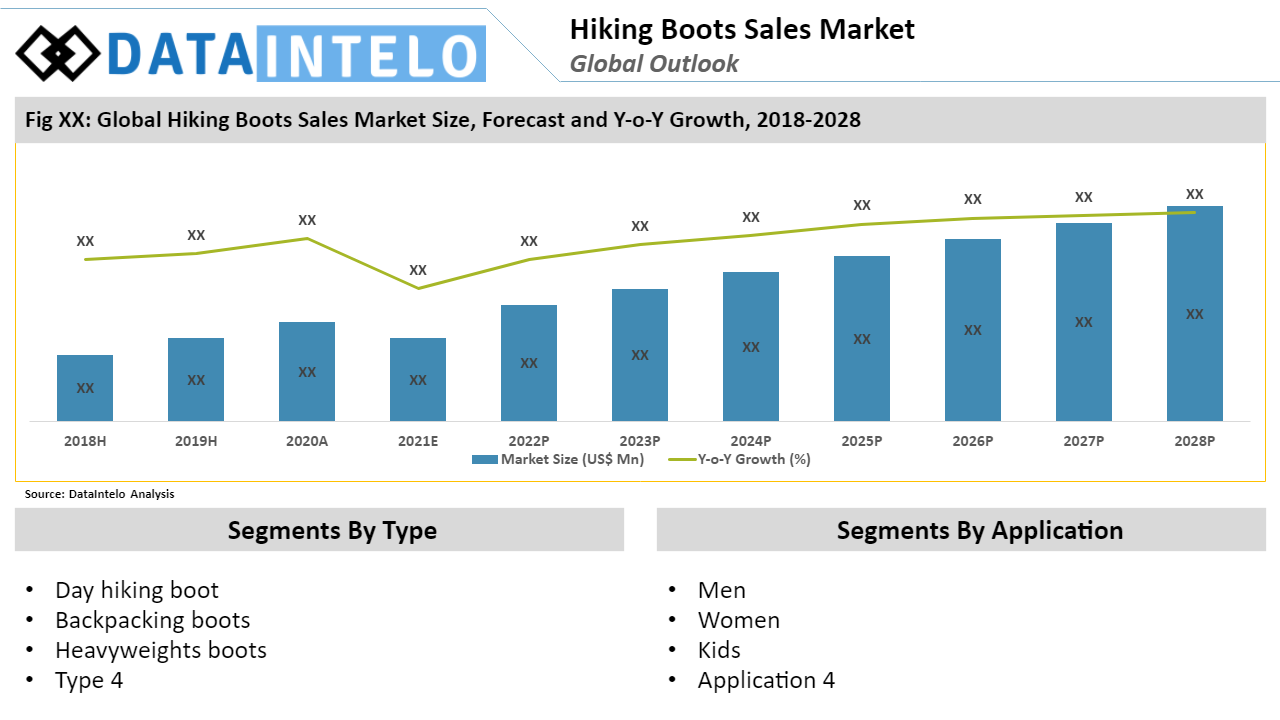 DATAINTELO
Hiking Boots Sales Market
Global Outlook
Fig XX: Global Hiking Boots Sales Market Size, Forecast and Y-o-Y Growth, 2018-2028
XX XX XX XX XX XX XX XX XX XX XX
XX XX XX XX XX XX XX XX XX XX XX
2018H 2019H 2020A 2021E 2022P 2023P 2024P 2025P 2026P 2027P 2028P
Market Size (US$ Mn) Y-o-Y Growth (%)
Source: DataIntelo Analysis
Segments By Type
• Day hiking boot
• Backpacking boots
• Heavyweights boots
• Type 4
Segments By Application
• Men
• Women
• Kids
• Application 4